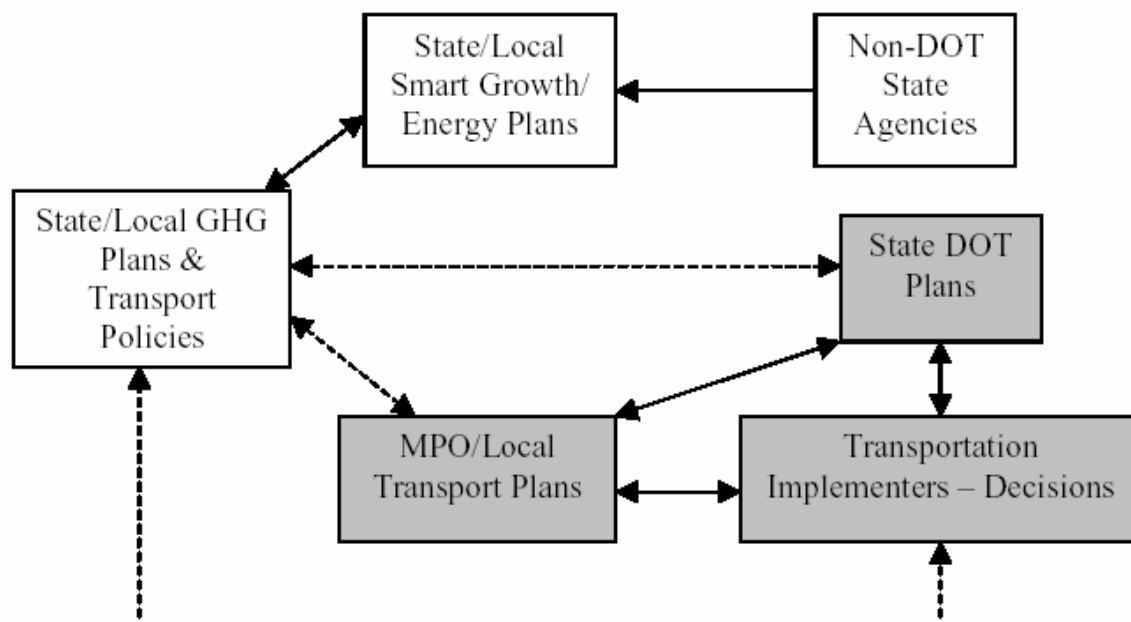 State/Local
Smart Growth/
Energy Plans
Non-DOT
State
Agencies
State/Local GHG
Plans &
Transport
Policies
State DOT
Plans
MPO/Local
Transport Plans
Transportation
Implementers – Decisions